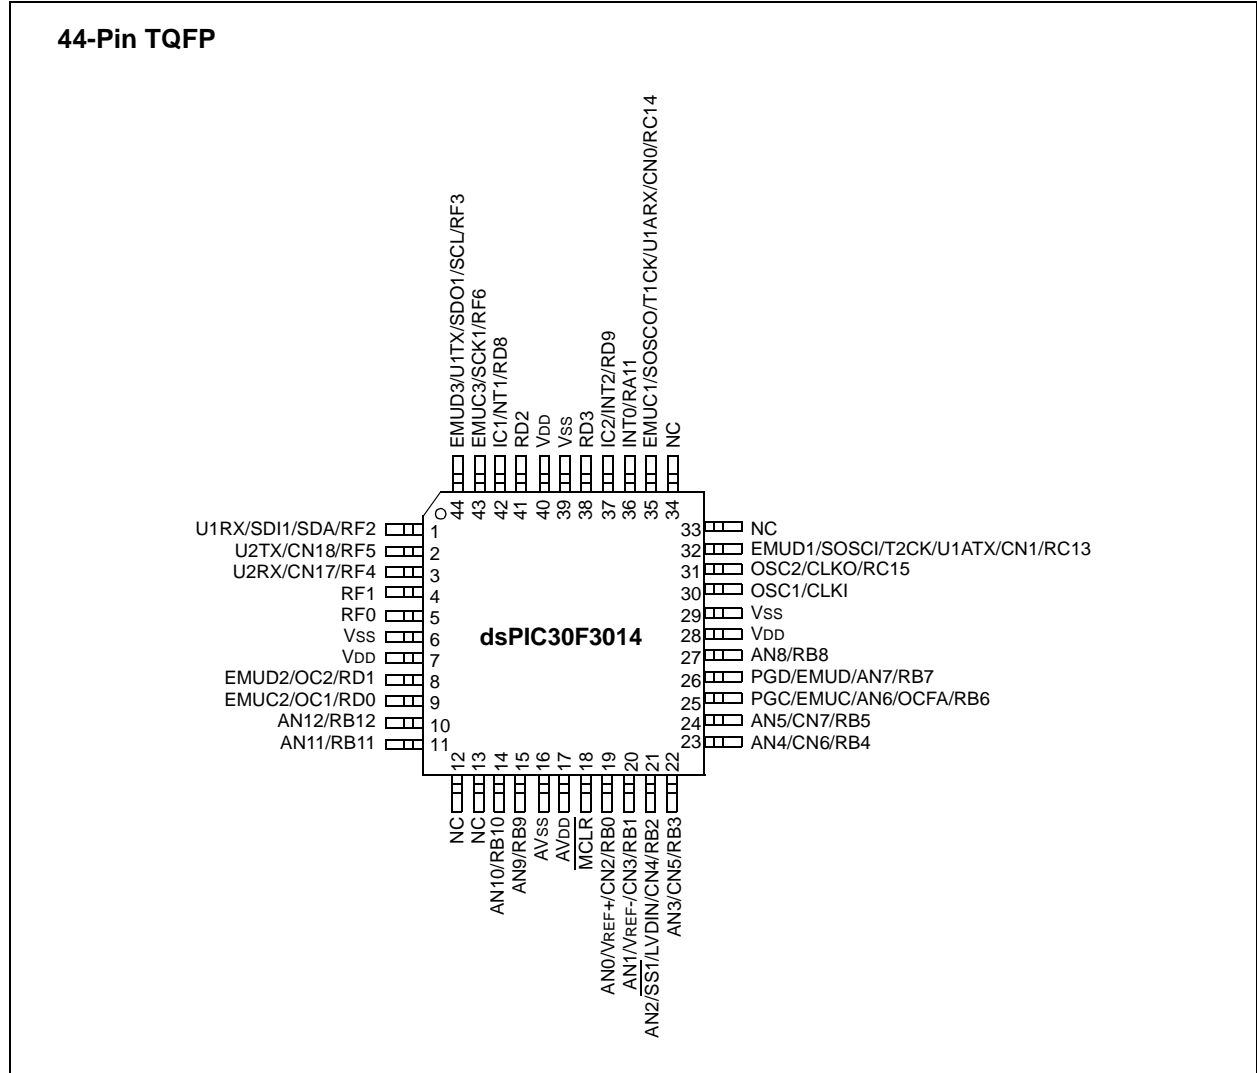 44-Pin TQFP
EMUD3/U1TX/SDO1/SCL/RF3
EMUC3/SCK1/RF6
IC1/NT1/RD8
RD2
VDD
VSS
RD3
IC2/INT2/RD9
INT0/RA11
EMUC1/SOSCO/T1CK/U1ARX/CN0/RC14
NC
44
43
42
41
40
39
38
37
36
35
34
U1RX/SDI1/SDA/RF2 1
U2TX/CN18/RF5 2
U2RX/CN17/RF4 3
RF1 4
RF0 5
VSS 6
VDD 7
EMUD2/OC2/RD1 8
EMUC2/OC1/RD0 9
AN12/RB12 10
AN11/RB11 11
dsPIC30F3014
33 NC
32 EMUD1/SOSCI/T2CK/U1ATX/CN1/RC13
31 OSC2/CLKO/RC15
30 OSC1/CLKI
29 VSS
28 VDD
27 AN8/RB8
26 PGD/EMUD/AN7/RB7
25 PGC/EMUC/AN6/OCFA/RB6
24 AN5/CN7/RB5
23 AN4/CN6/RB4
12
13
14
15
16
17
18
19
20
21
22
NC
NC
AN10/RB10
AN9/RB9
AVSS
AVDD
MCLR
AN0/VREF+/CN2/RB0
AN1/VREF-/CN3/RB1
AN2/SS1/LVDIN/CN4/RB2
AN3/CN5/RB3